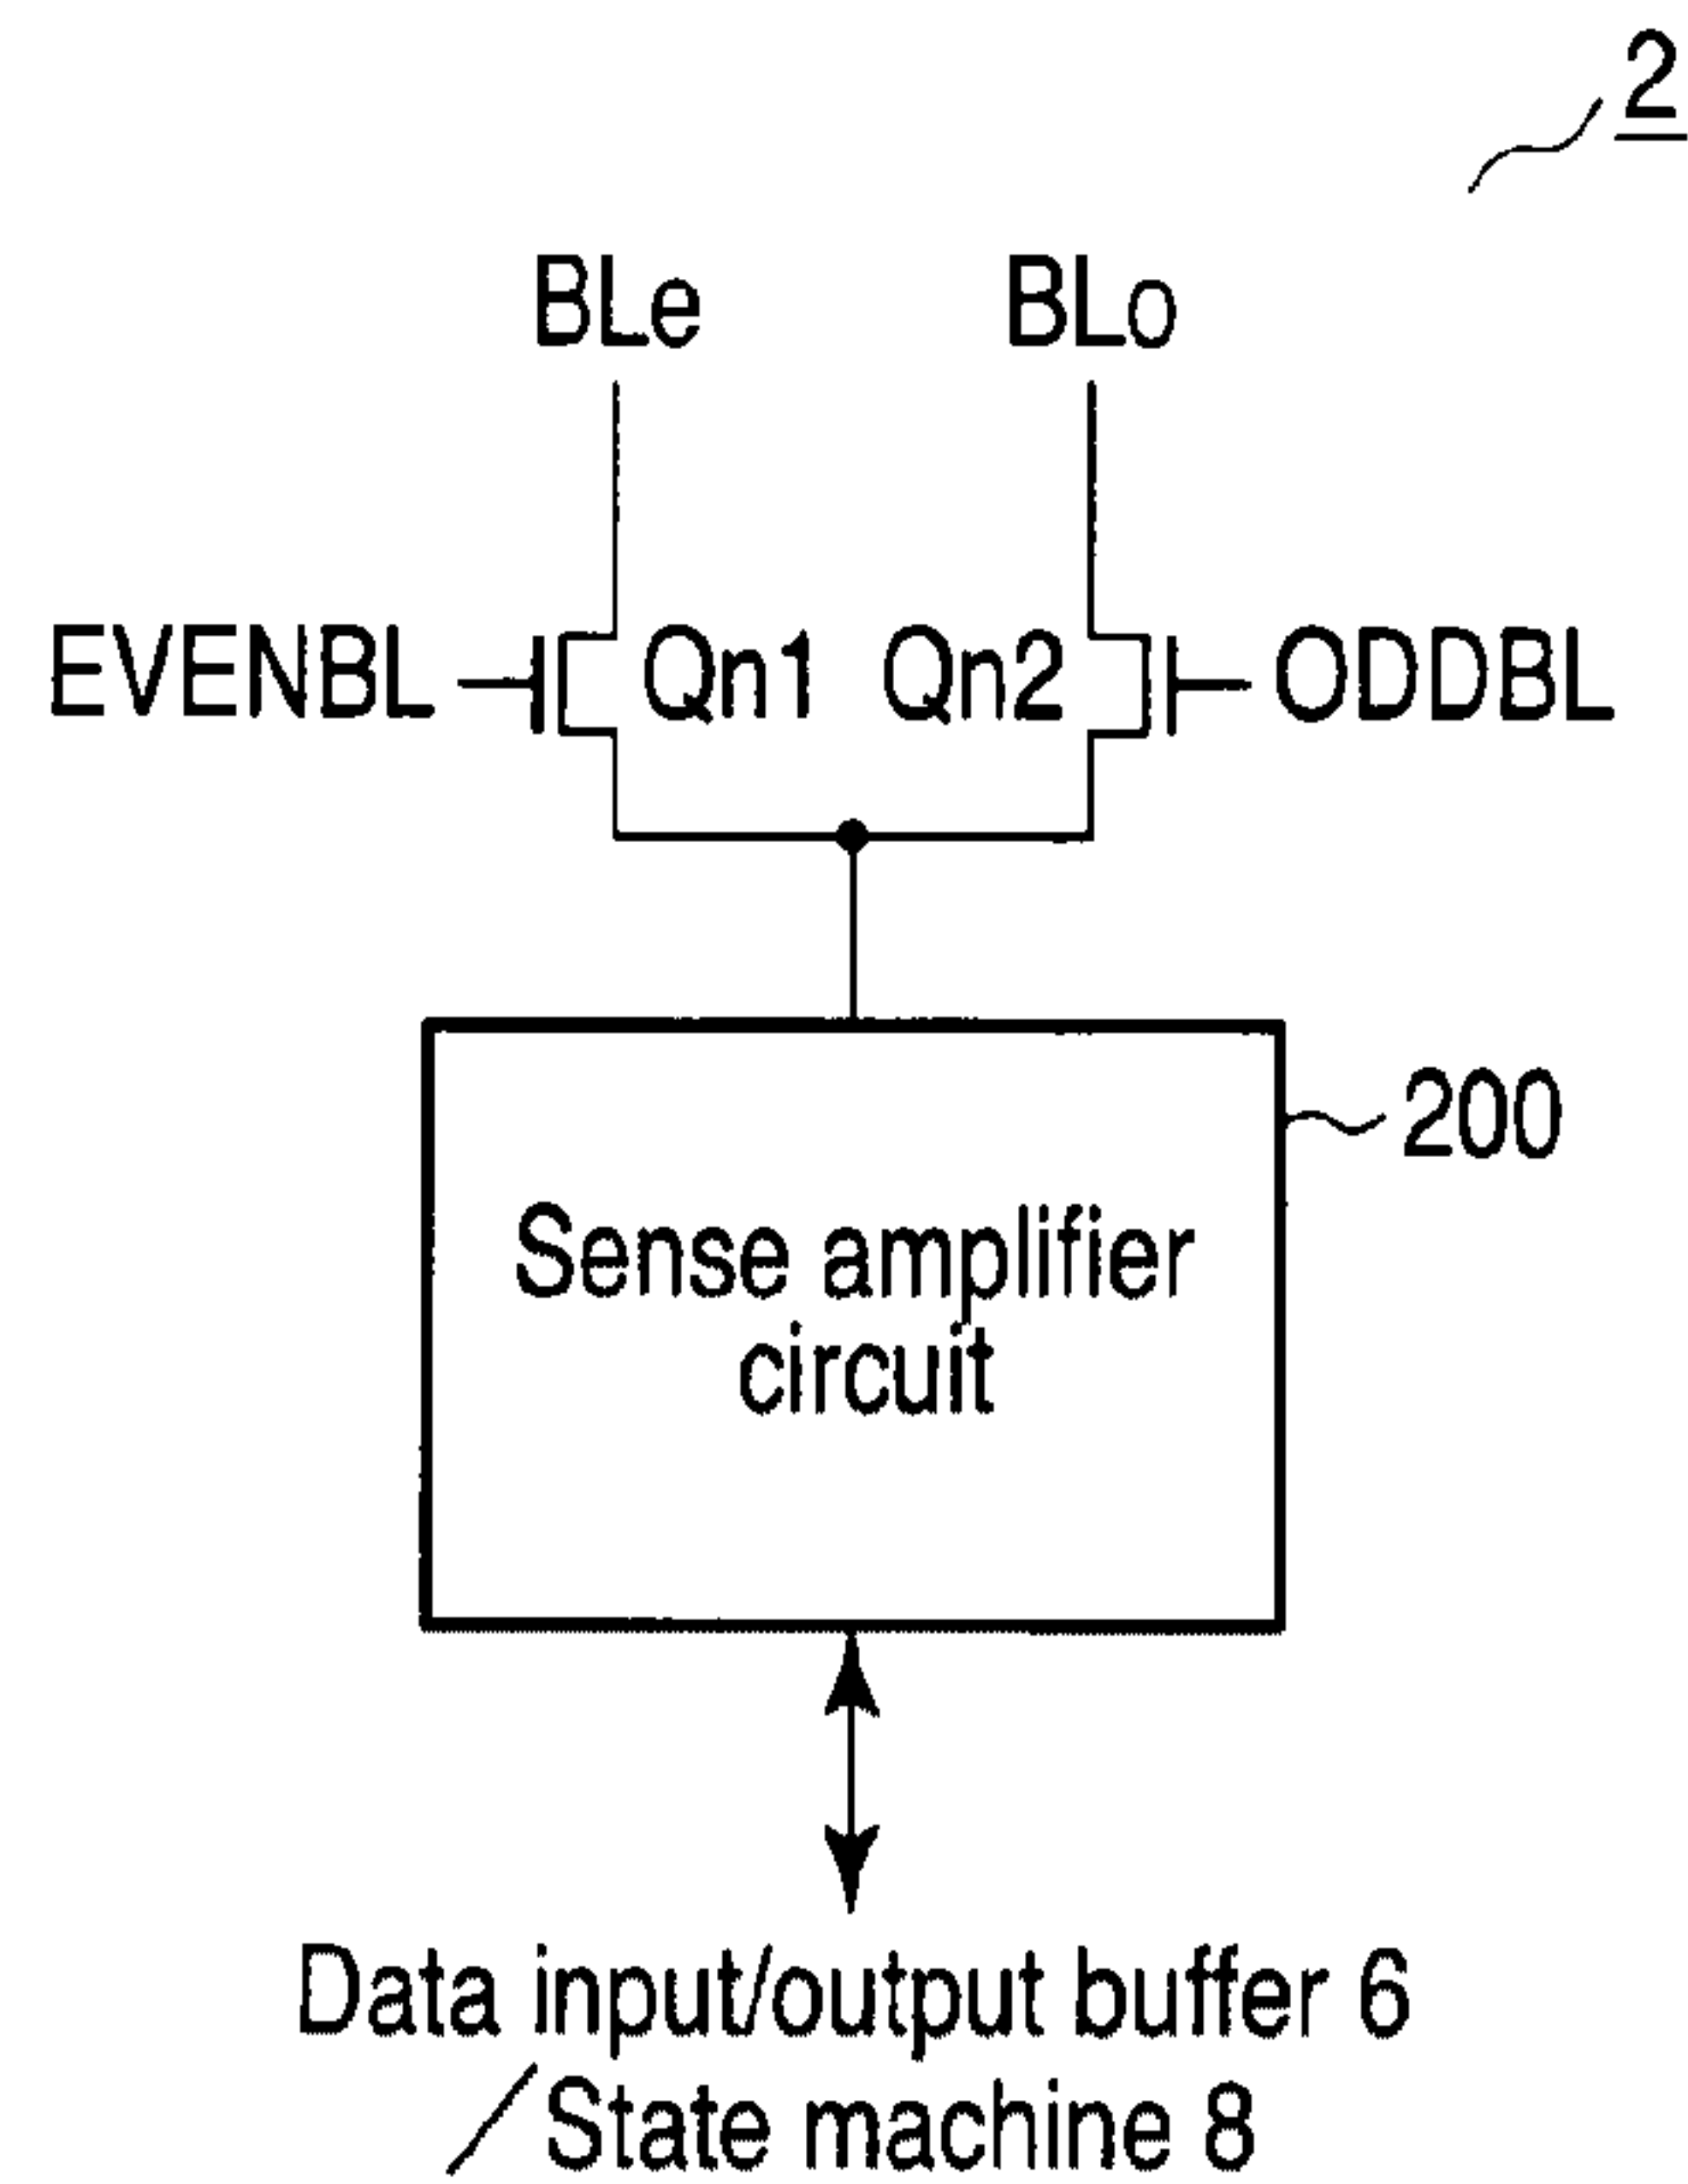 2
BLe BLo
EVENBL Qn1 Qn2 ODDBL
200
Sense amplifier
circuit
Data input/output buffer 6
/State machine 8